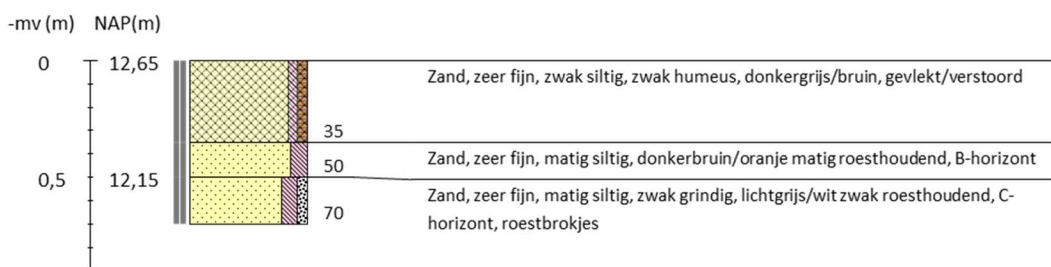 -mv (m) NAP(m)
0 12,65
Zand, zeer fijn, zwak siltig, zwak humeus, donkergrijs/bruin, gevlekt/verstoord
35
Zand, zeer fijn, matig siltig, donkerbruin/oranje matig roesthoudend, B-horizont
50
0,5 12,15
Zand, zeer fijn, matig siltig, zwak grindig, lichtgrijs/wit zwak roesthoudend, C-
70
horizont, roestbrokjes